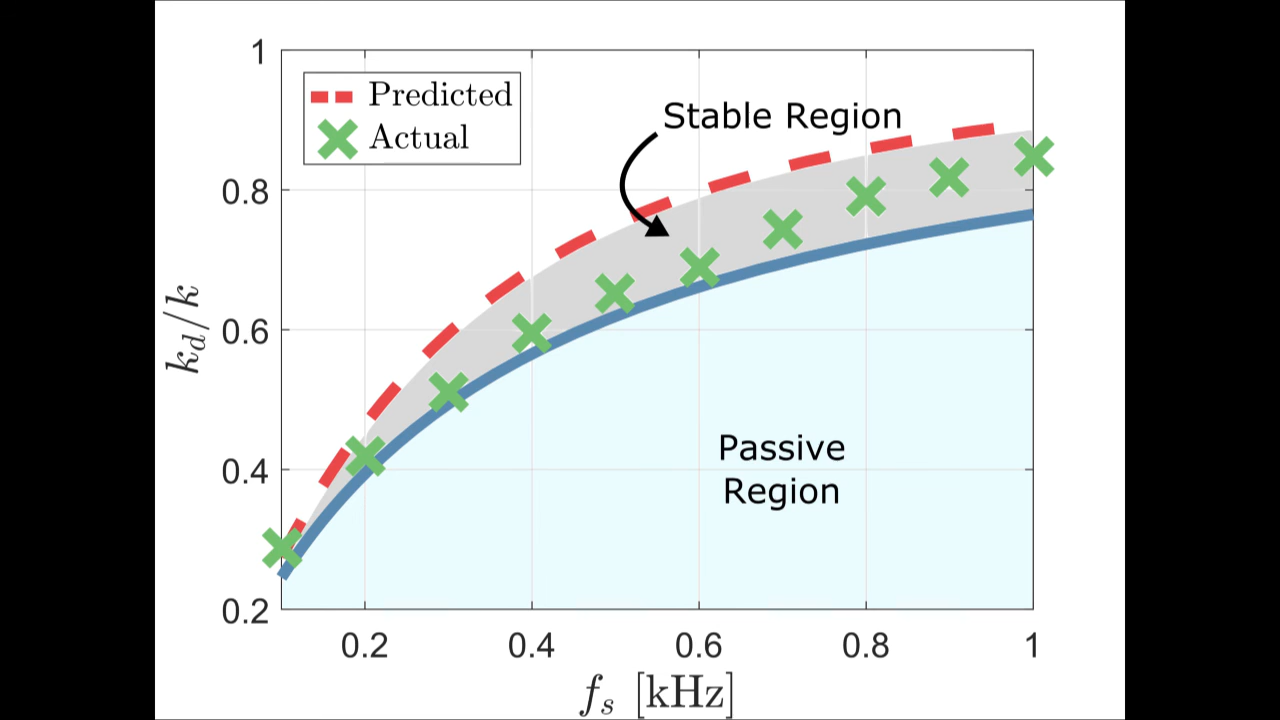 1
0.8
0.6
0.4
0.2
k_d/k
Predicted
Actual
Stable Region
Passive
Region
0.2 0.4 0.6 0.8 1
f_s [kHz]